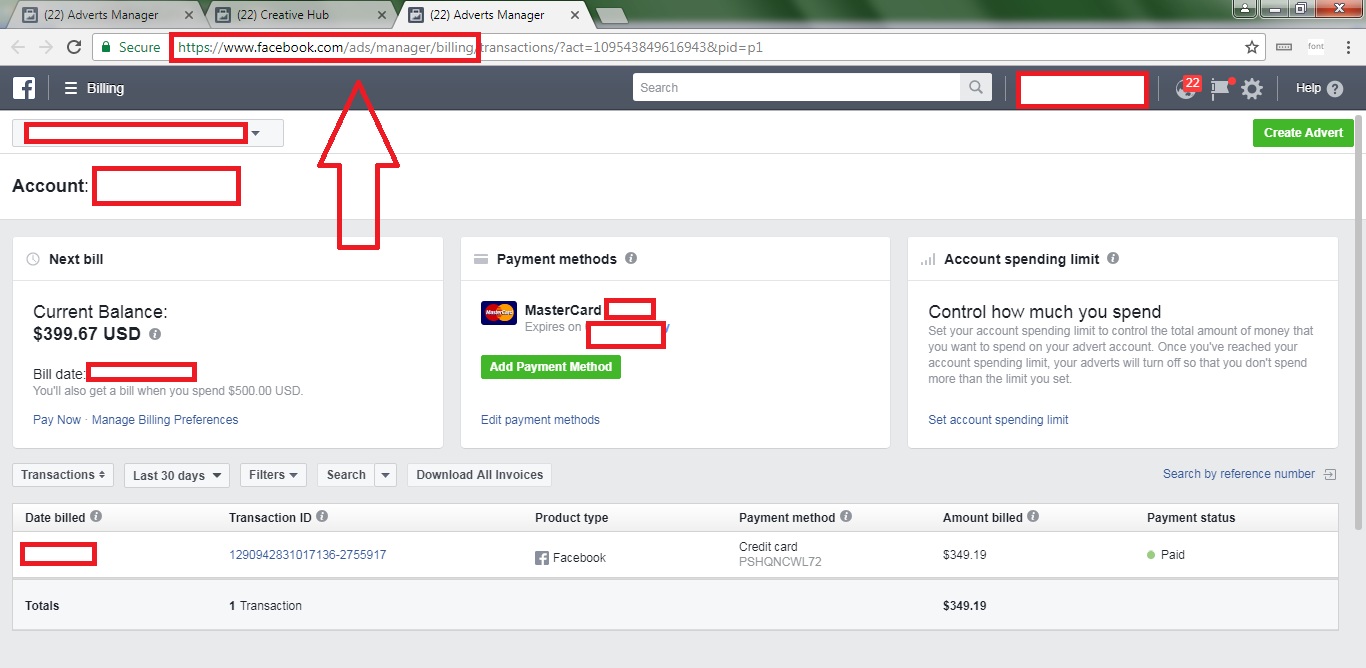 (22) Adverts Manager
(22) Creative Hub
(22) Adverts Manager
Secure https://www.facebook.com/ads/manager/billing/transactions/?act=109543849616943&pid=p1
font
Billing
Search
22
Help
Create Advert
Account:
Next bill
Current Balance:
$399.67 USD
Bill date:
You'll also get a bill when you spend $500.00 USD.
Pay Now · Manage Billing Preferences
Payment methods
MasterCard
MasterCard
Expires on
Add Payment Method
Edit payment methods
Account spending limit
Control how much you spend
Set your account spending limit to control the total amount of money that
you want to spend on your advert account. Once you've reached your
account spending limit, your adverts will turn off so that you don't spend
more than the limit you set.
Set account spending limit
Transactions
Last 30 days
Filters
Search
Download All Invoices
Search by reference number
Date billed Transaction ID Product type Payment method Amount billed Payment status
1290942831017136-2755917 Facebook Credit card $349.19 Paid
PSHQNCWL72
Totals 1 Transaction $349.19